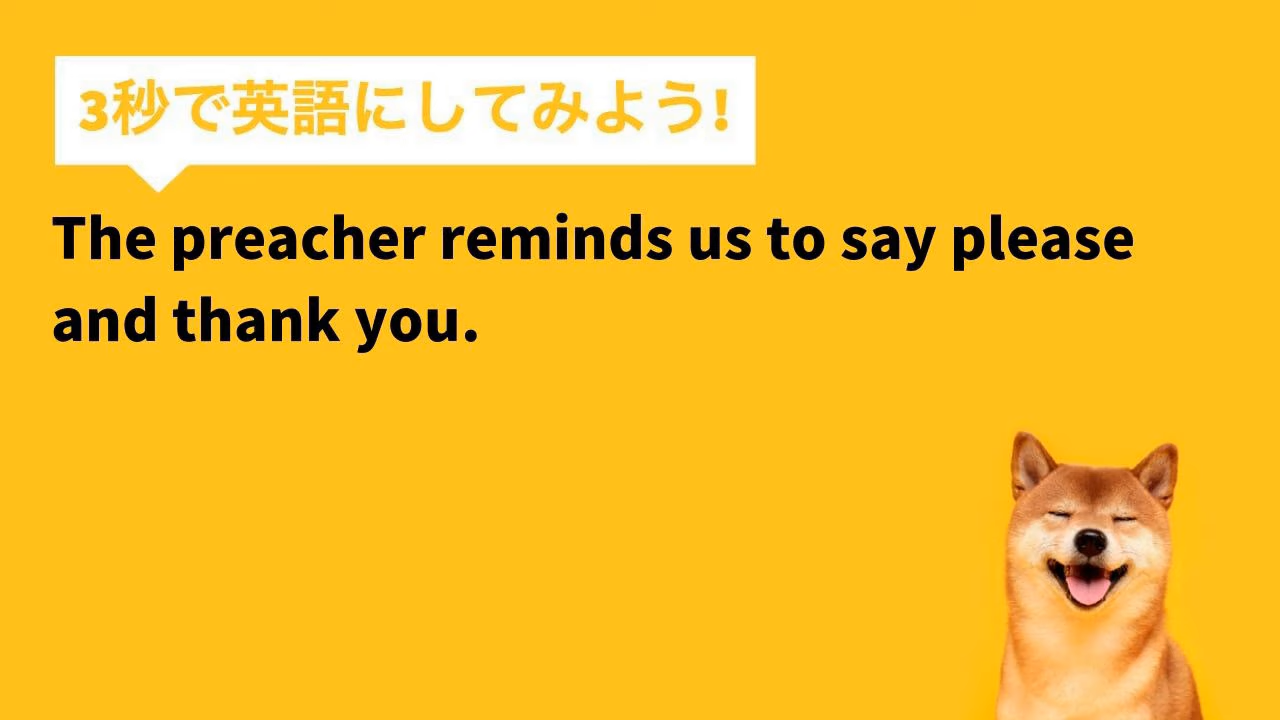 3秒で英語にしてみよう!
The preacher reminds us to say please
and thank you.